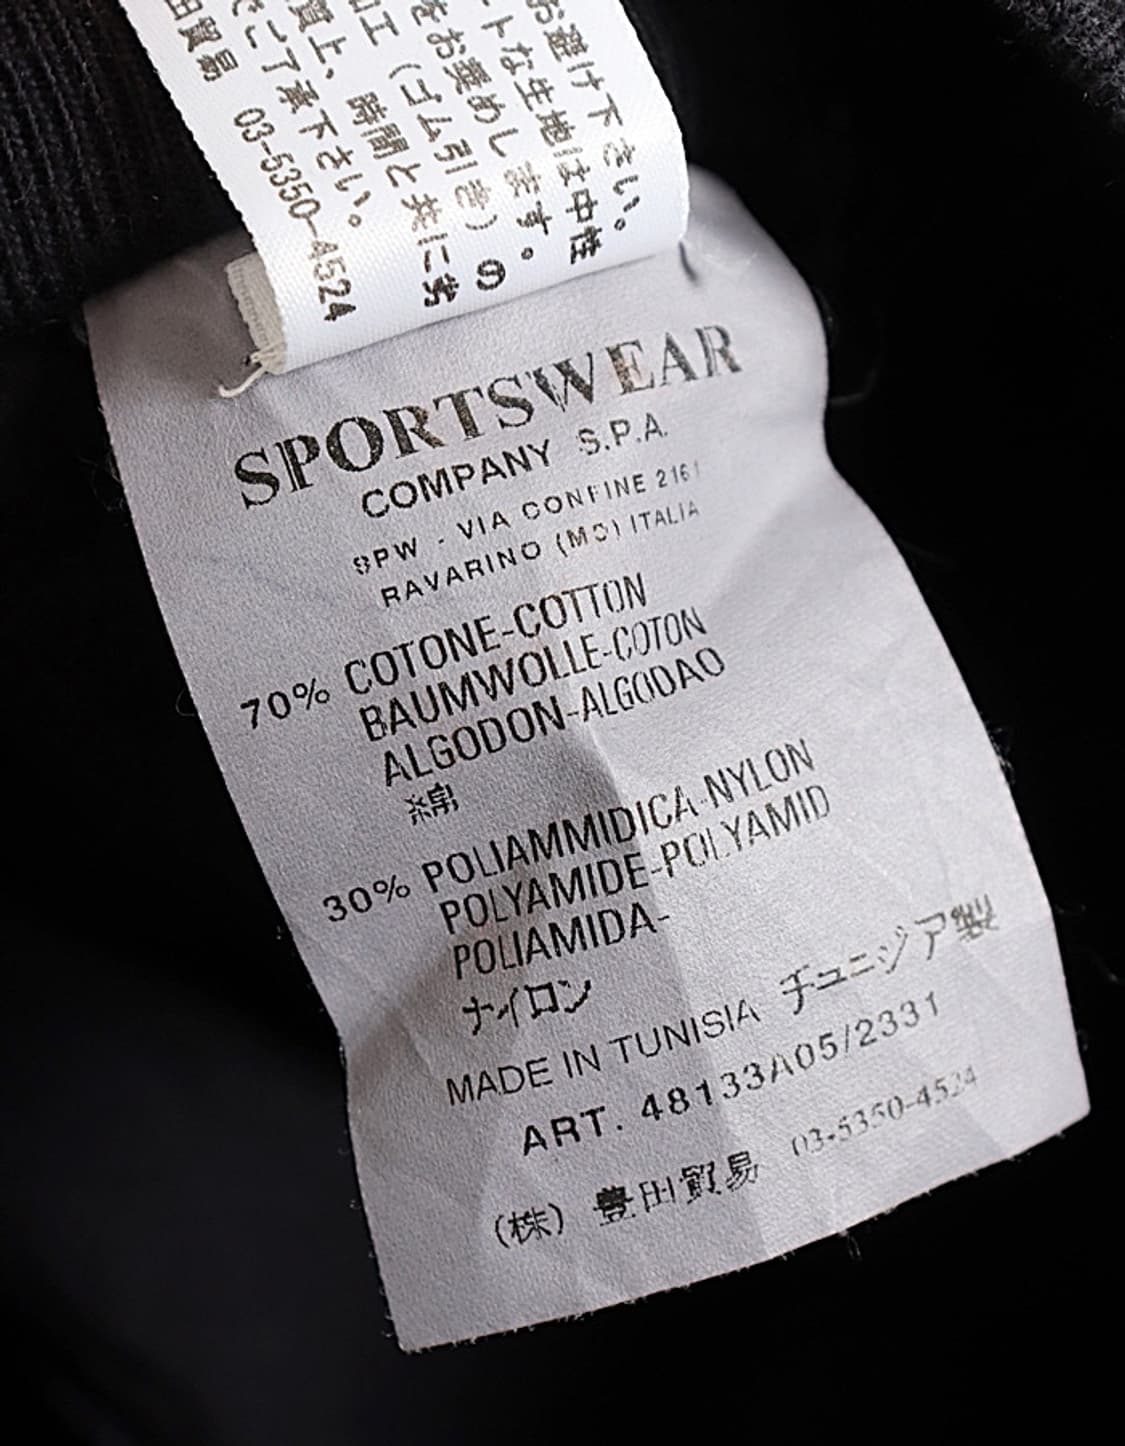 お避け下さい。
トな生地は中性
をお奨めします。
加工（ゴム引き）の
質上、時間と共に劣
でご了承下さい。
田貿易 03-5350-4524
SPORTSWEAR
COMPANY S.P.A.
SPW - VIA CONFINE 2161
RAVARINO (MO) ITALIA
70% COTONE-COTTON
BAUMWOLLE-COTON
ALGODON-ALGODAO
綿
30% POLIAMMIDICA-NYLON
POLYAMIDE-POLYAMID
POLIAMIDA-
ナイロン
MADE IN TUNISIA チュニジア製
ART. 48133A05/2331
(株) 豊田貿易 03-5350-4524